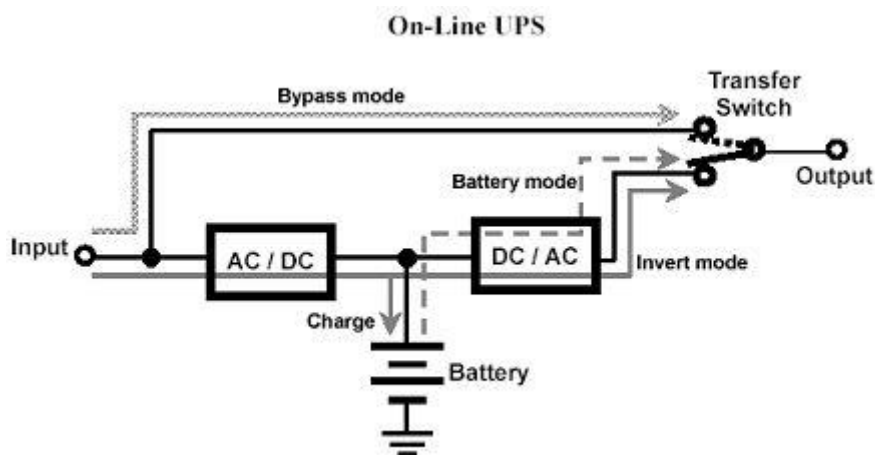 On-Line UPS
Transfer
Switch
Bypass mode
Battery mode
Output
Input
AC / DC
DC / AC
Invert mode
Charge
Battery